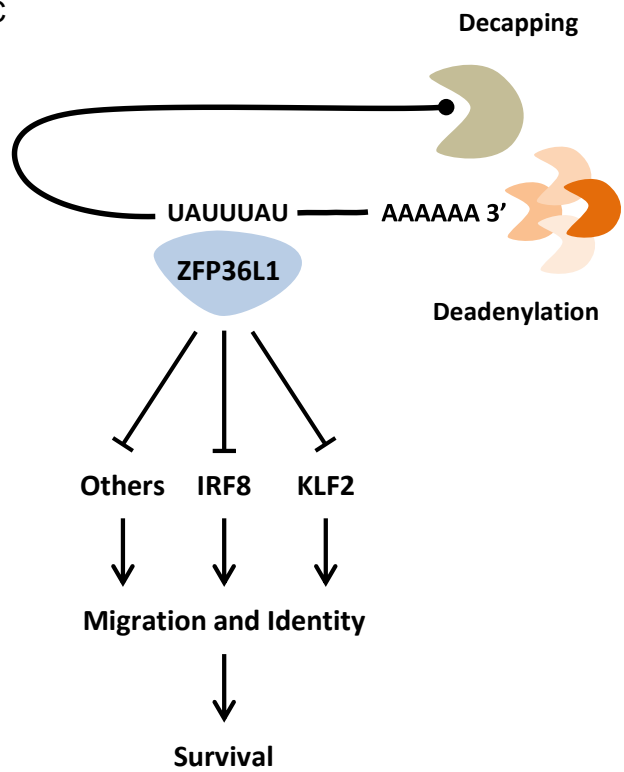 C
Decapping
UAUUUAU AAAAAA 3’
ZFP36L1
Deadenylation
Others IRF8 KLF2
Migration and Identity
Survival